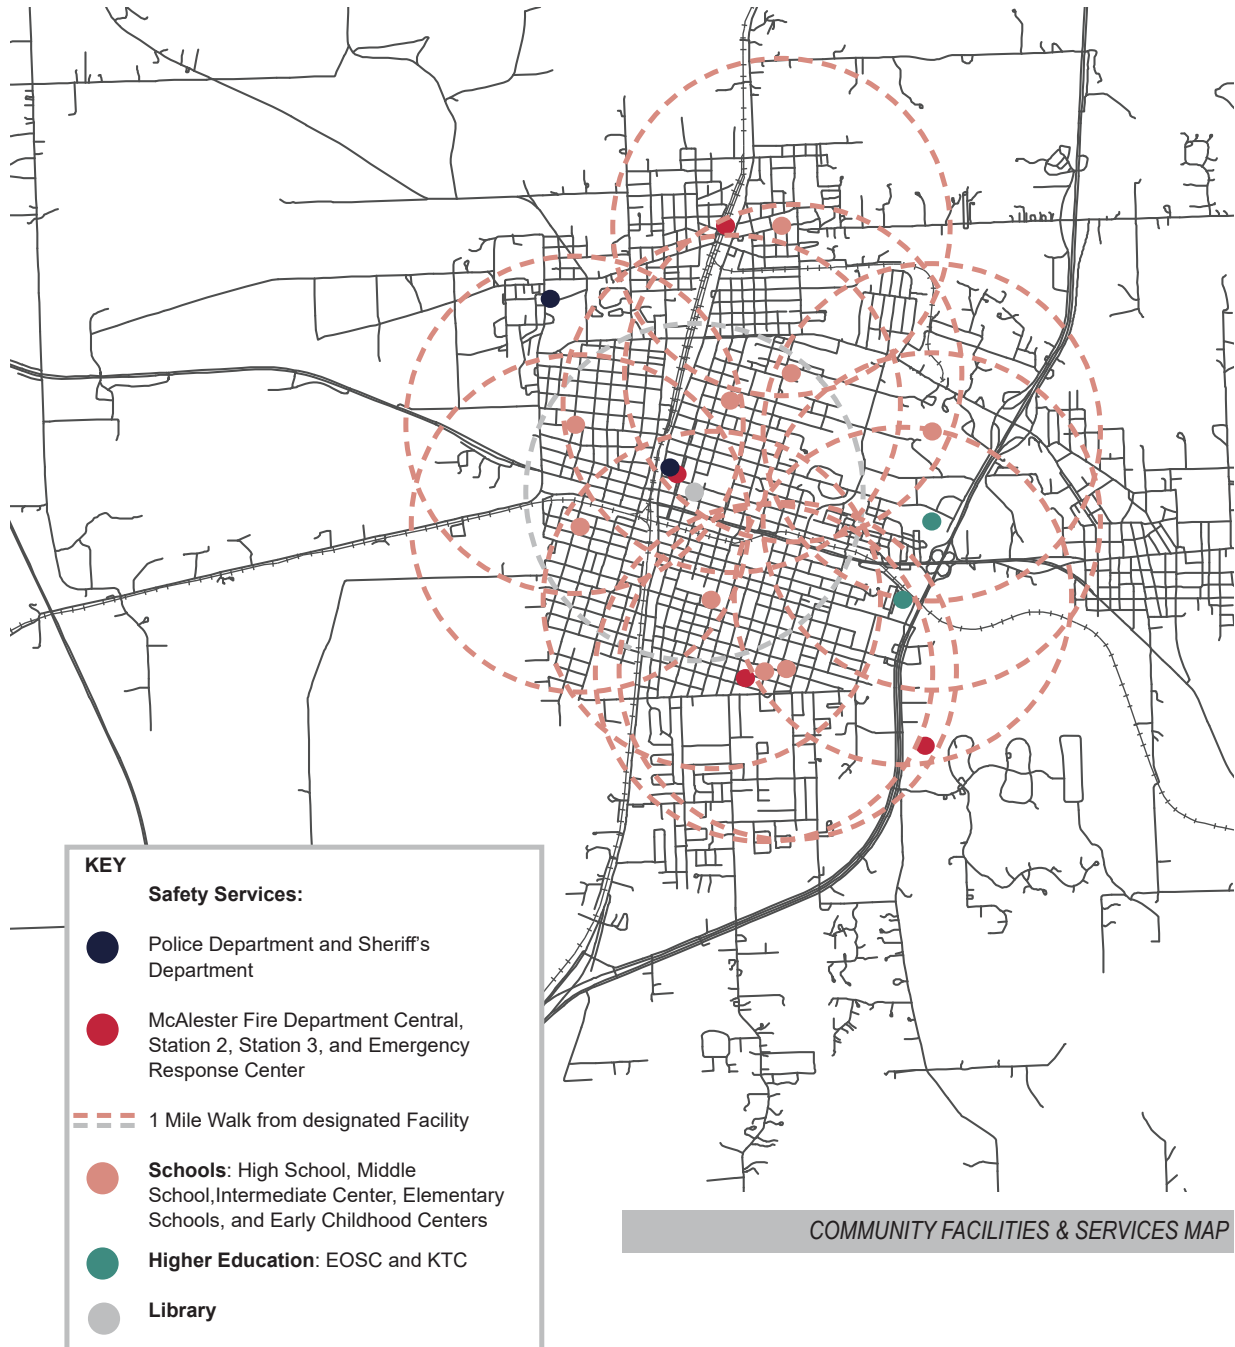 KEY
Safety Services:
Police Department and Sheriff's
Department
McAlester Fire Department Central,
Station 2, Station 3, and Emergency
Response Center
1 Mile Walk from designated Facility
Schools: High School, Middle
School,Intermediate Center, Elementary
Schools, and Early Childhood Centers
Higher Education: EOSC and KTC
Library
COMMUNITY FACILITIES & SERVICES MAP